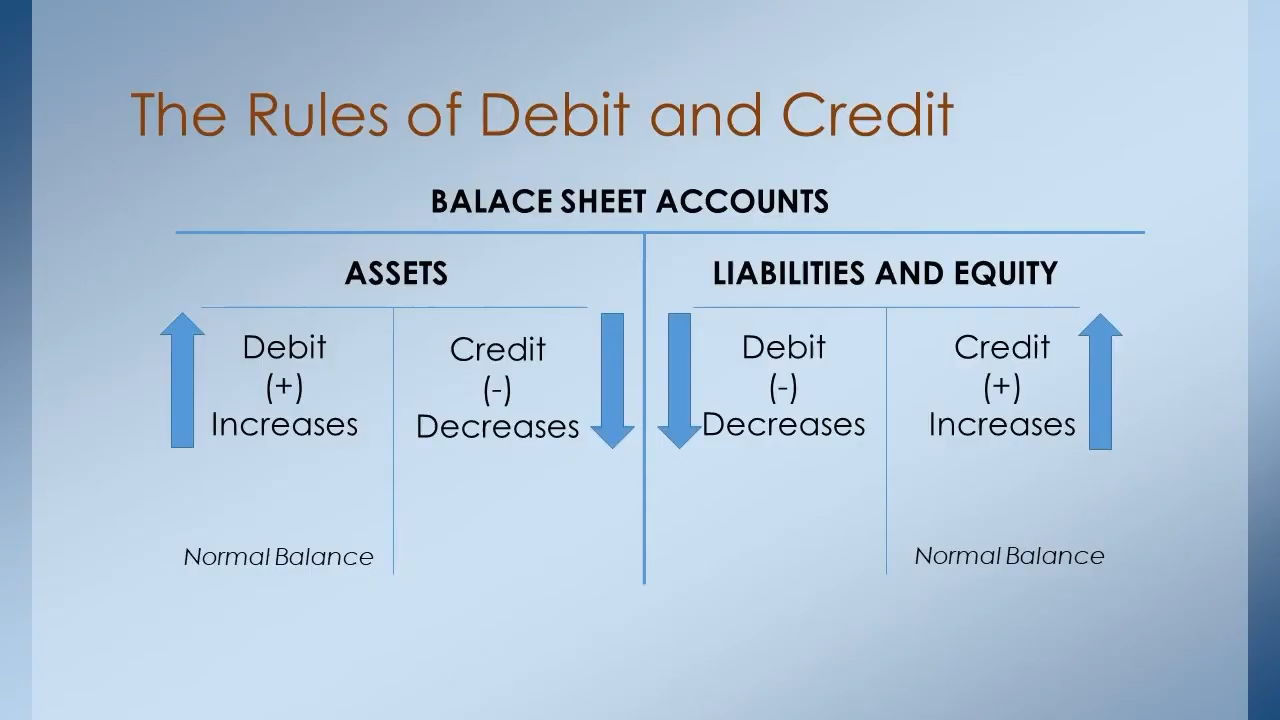 The Rules of Debit and Credit
BALACE SHEET ACCOUNTS
ASSETS
Debit
(+)
Increases
Normal Balance
Credit
(-)
Decreases
LIABILITIES AND EQUITY
Debit
(-)
Decreases
Credit
(+)
Increases
Normal Balance